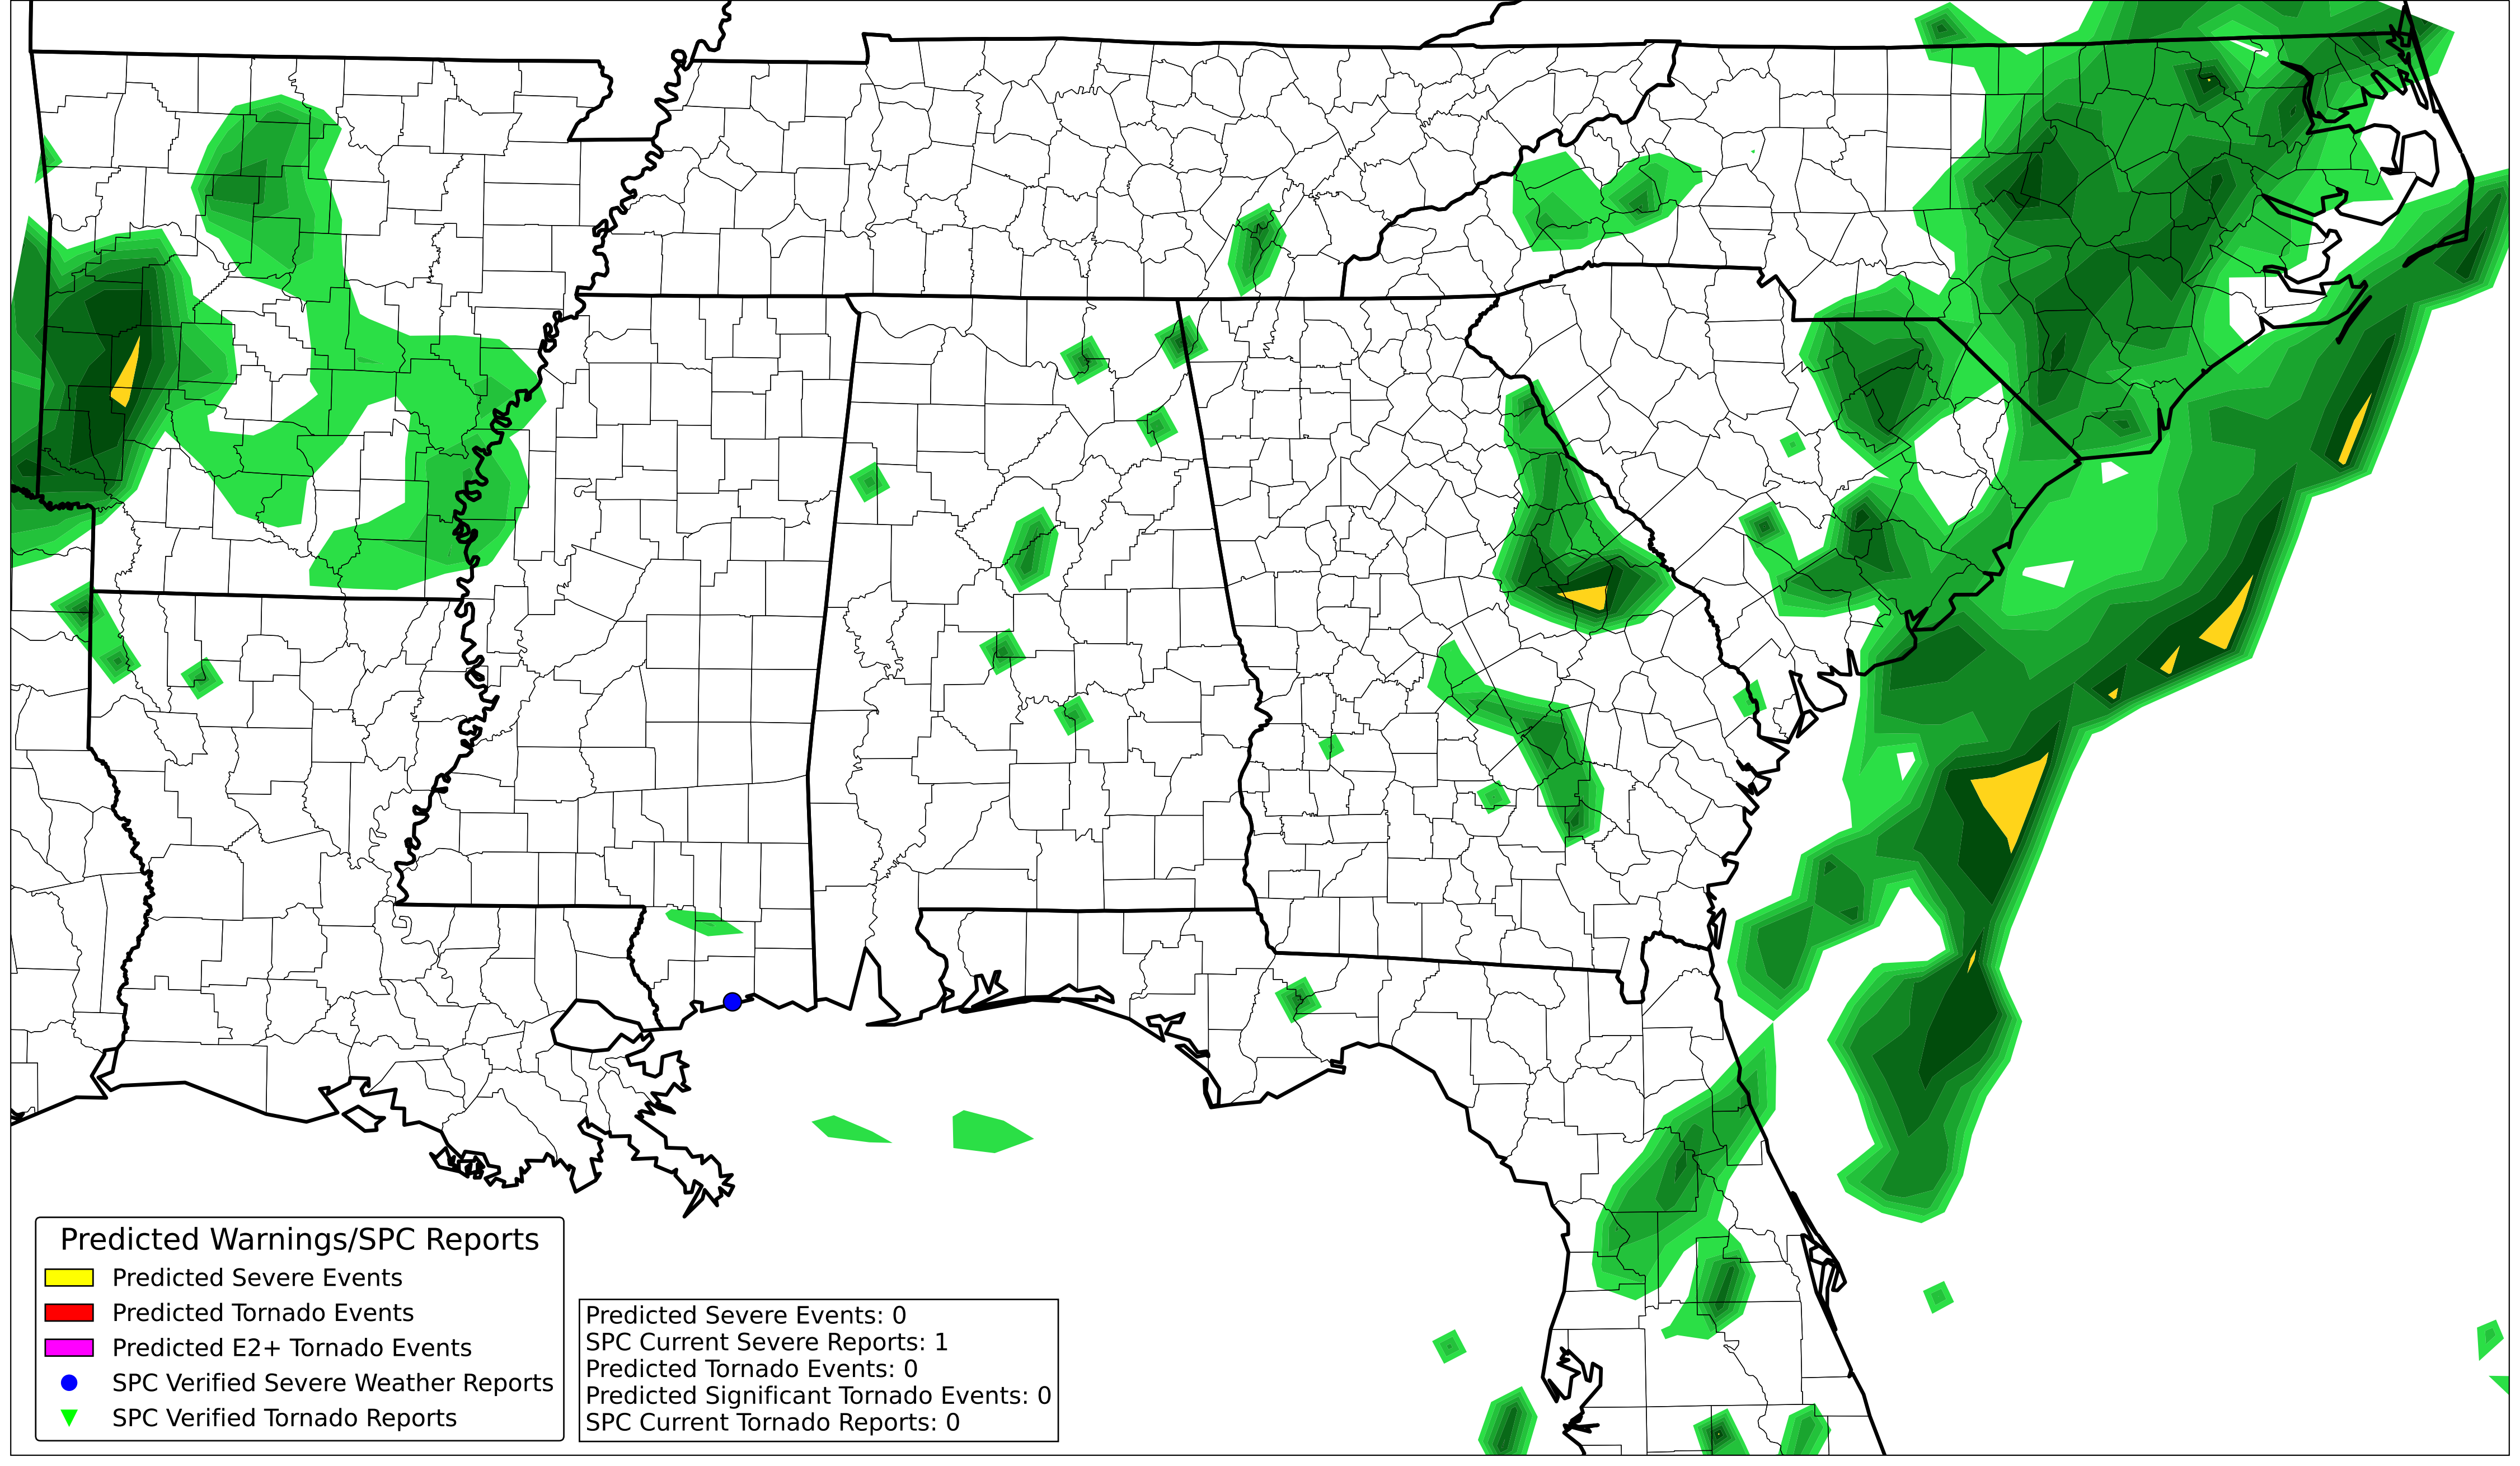 Predicted Warnings/SPC Reports
Predicted Severe Events
Predicted Tornado Events
Predicted E2+ Tornado Events
SPC Verified Severe Weather Reports
SPC Verified Tornado Reports
Predicted Severe Events: 0
SPC Current Severe Reports: 1
Predicted Tornado Events: 0
Predicted Significant Tornado Events: 0
SPC Current Tornado Reports: 0